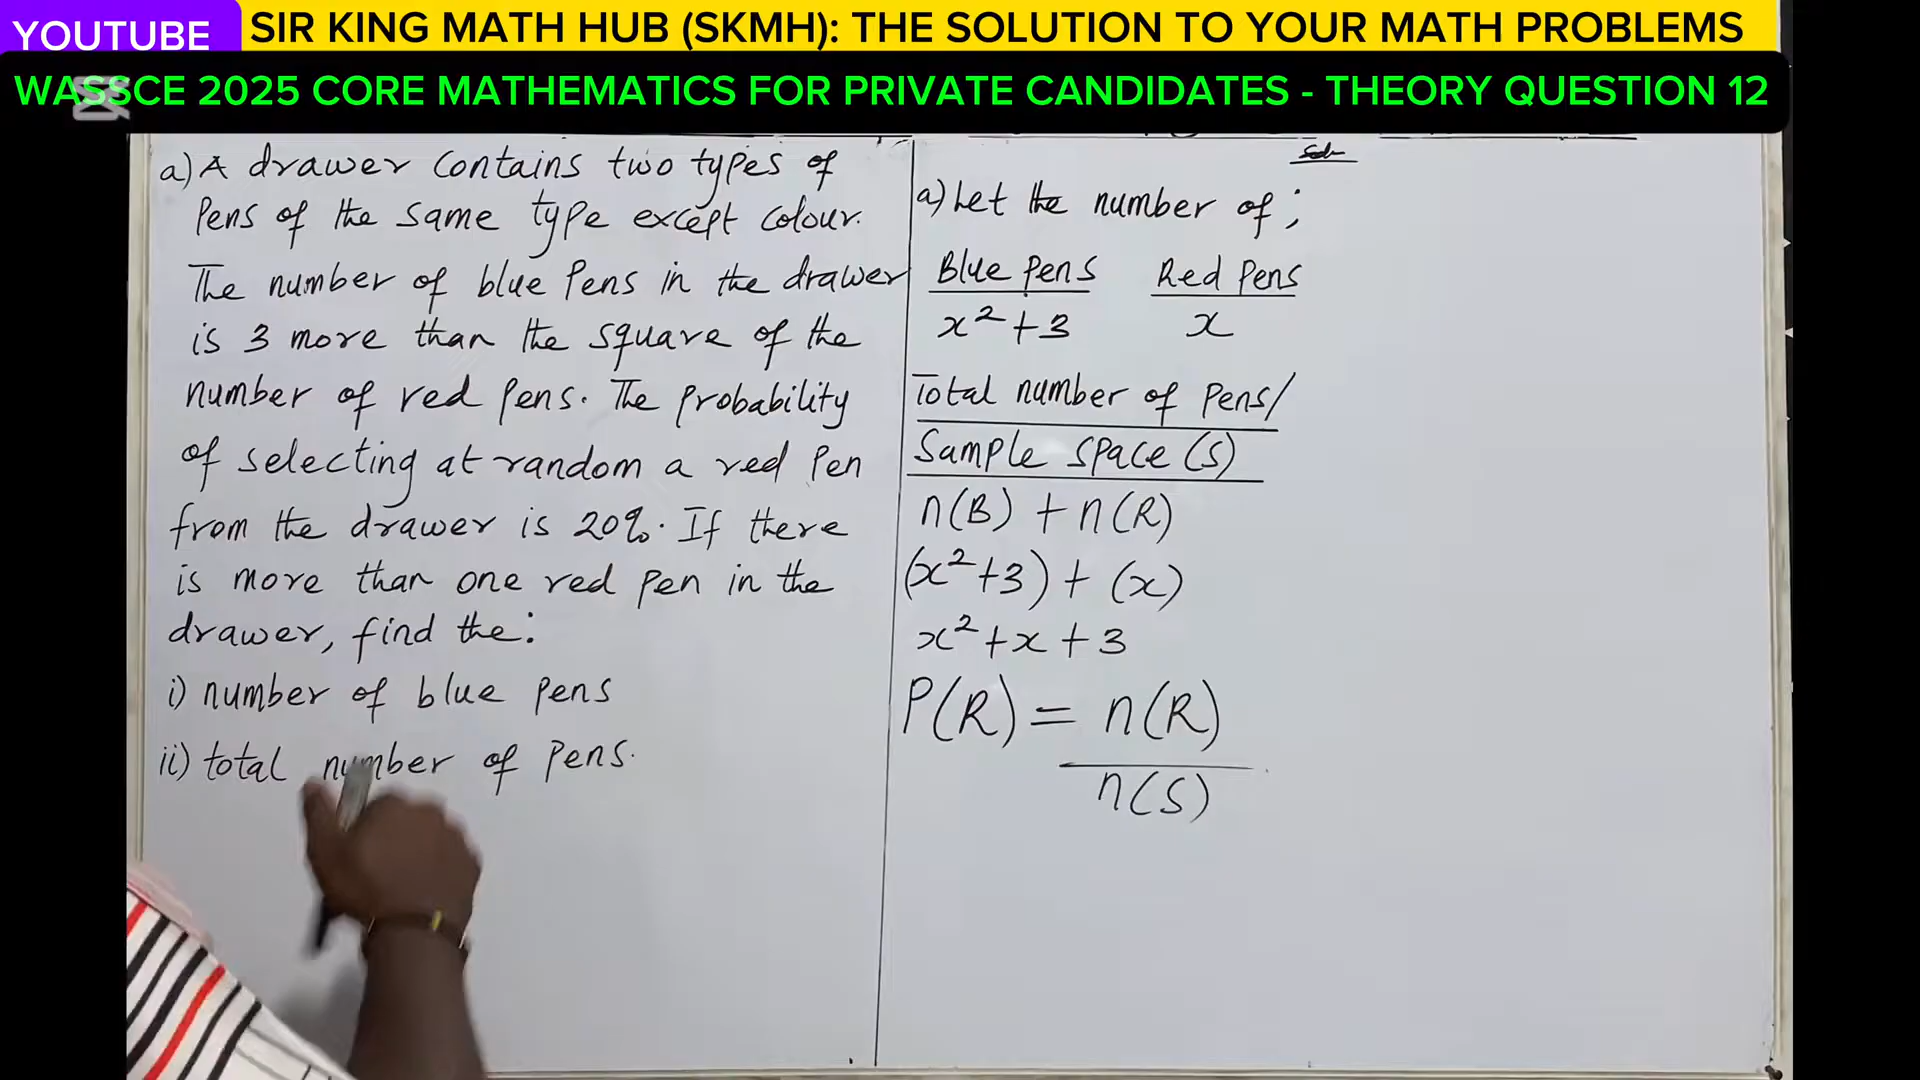 YOUTUBE
SIR KING MATH HUB (SKMH): THE SOLUTION TO YOUR MATH PROBLEMS
WASSCE 2025 CORE MATHEMATICS FOR PRIVATE CANDIDATES - THEORY QUESTION 12
a) A drawer contains two types of
Pens of the same type except colour.
The number of blue Pens in the drawer
is 3 more than the square of the
number of red pens. The probability
of selecting at random a red Pen
from the drawer is 20%. If there
is more than one red pen in the
drawer, find the:
i) number of blue pens
ii) total number of pens.
Soln
a) Let the number of;
Blue pens Red Pens
x² + 3 x
Total number of pens/
Sample space (S)
n(B) + n(R)
(x² + 3) + (x)
x² + x + 3
P(R) = n(R)
n(S)